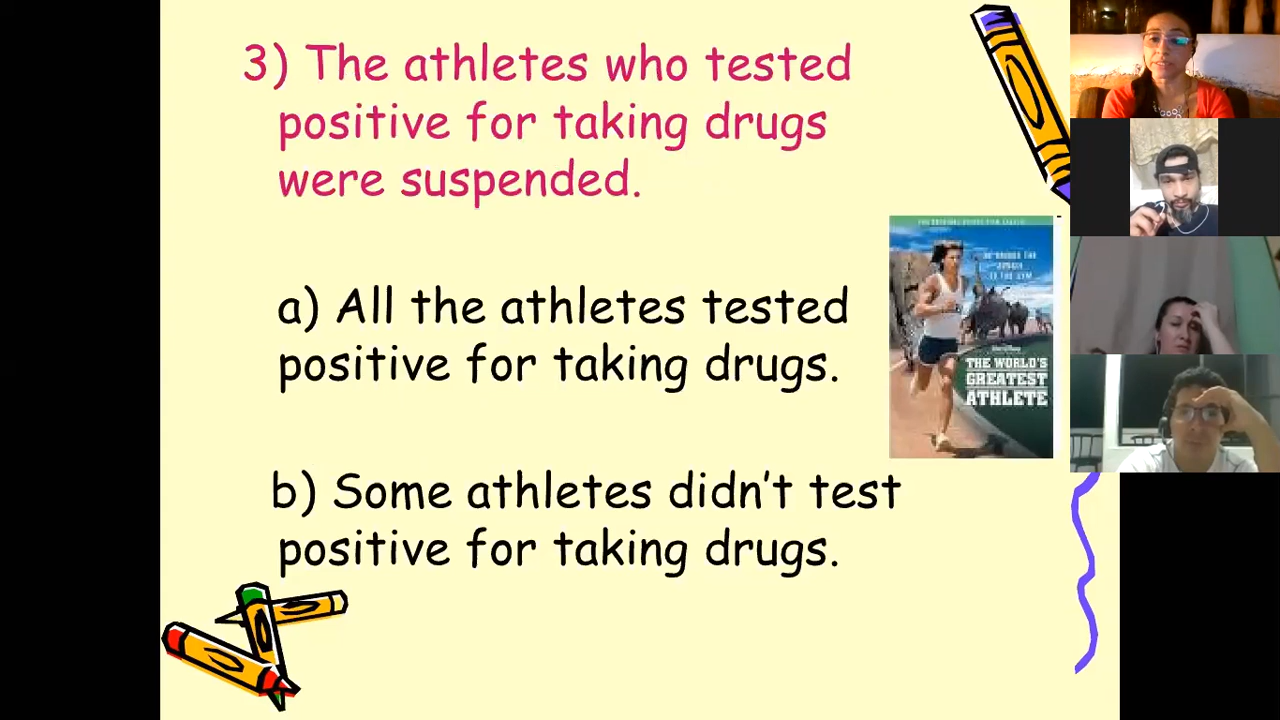 3) The athletes who tested
positive for taking drugs
were suspended.
a) All the athletes tested
positive for taking drugs.
b) Some athletes didn't test
positive for taking drugs.
THE WORLD'S
GREATEST
ATHLETE